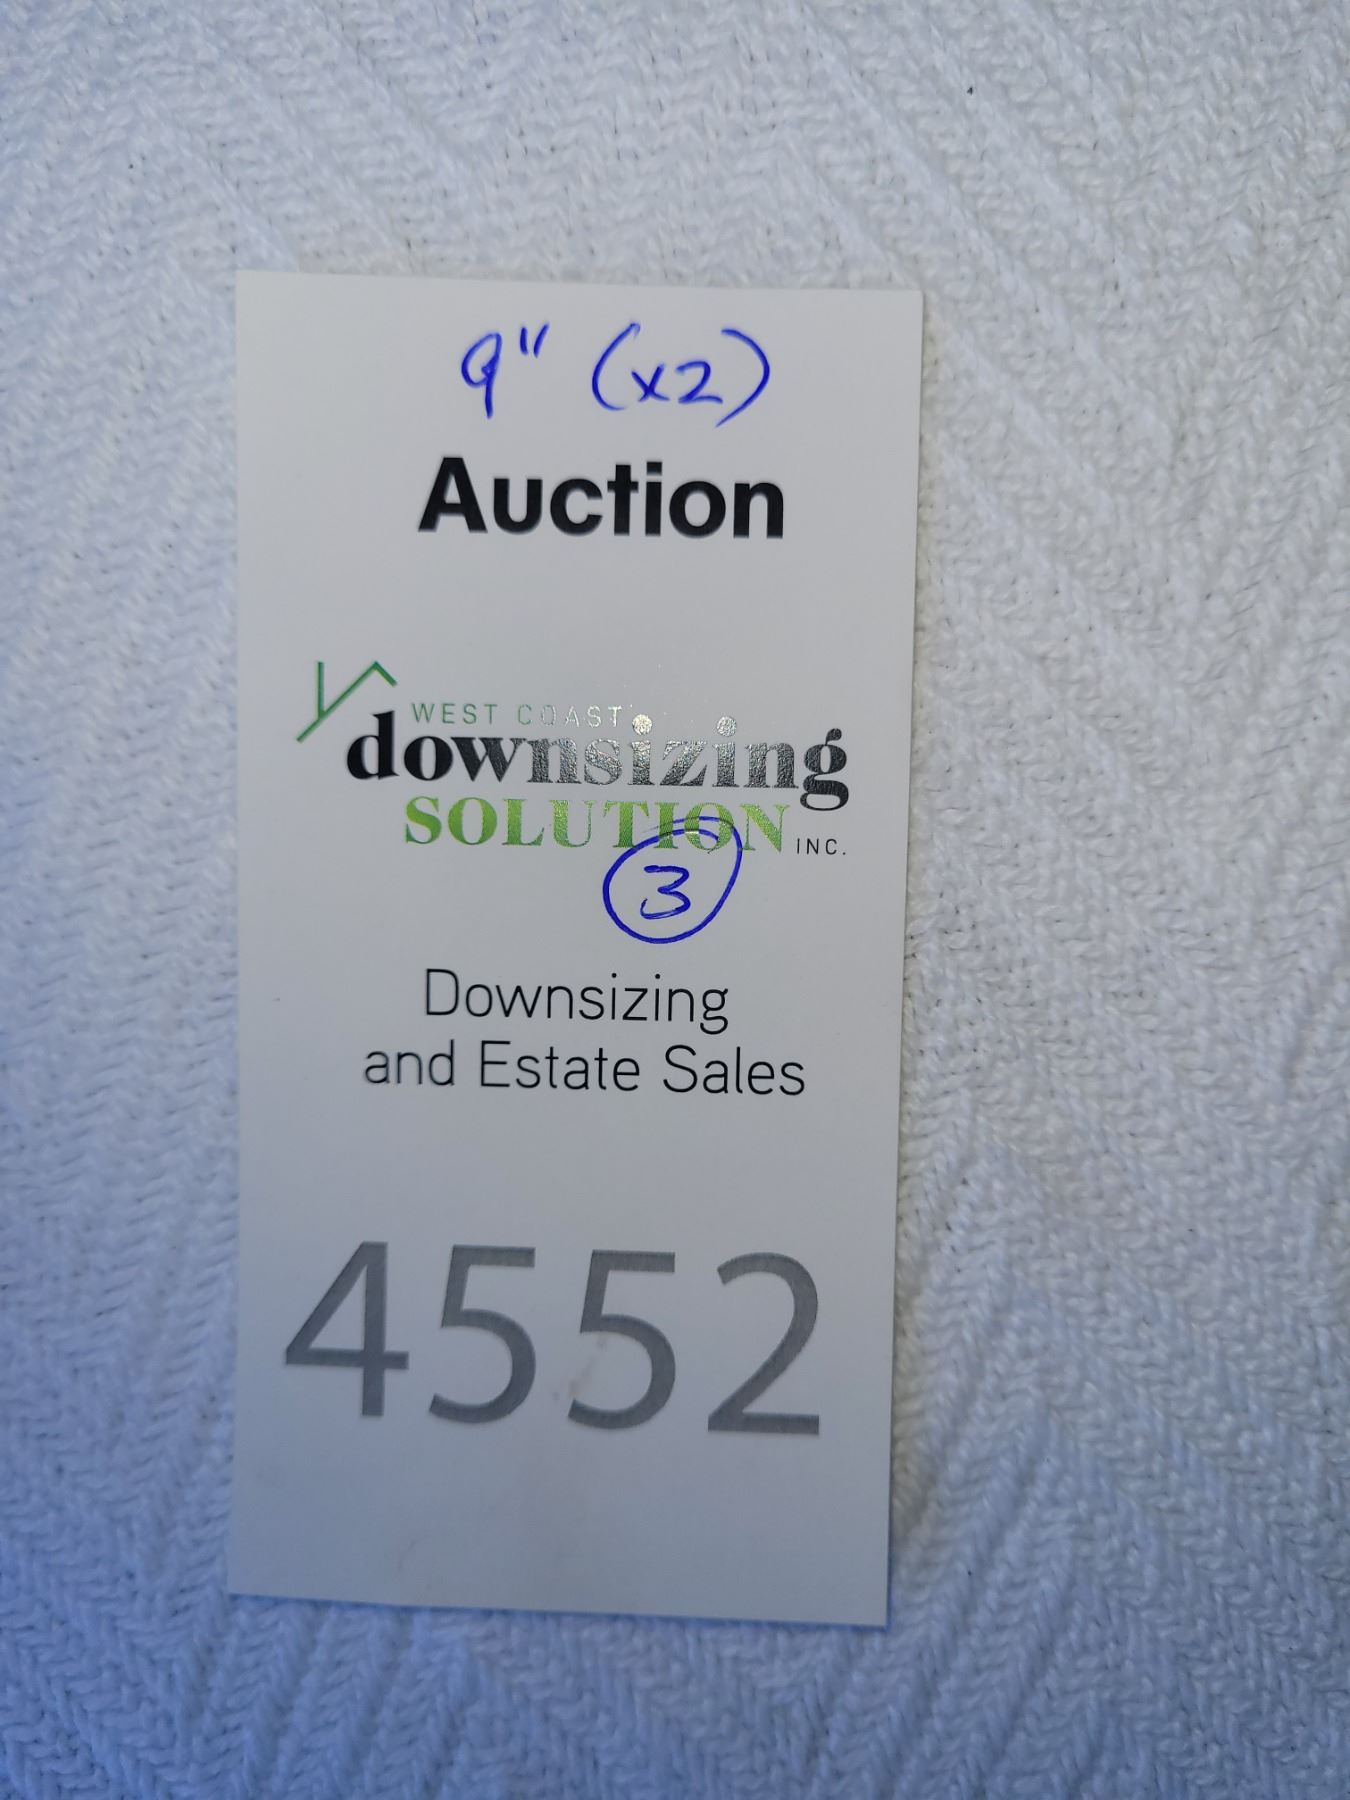 9" (x2)
Auction
WEST COAST
downsizing
SOLUTION INC.
3
Downsizing
and Estate Sales
4552